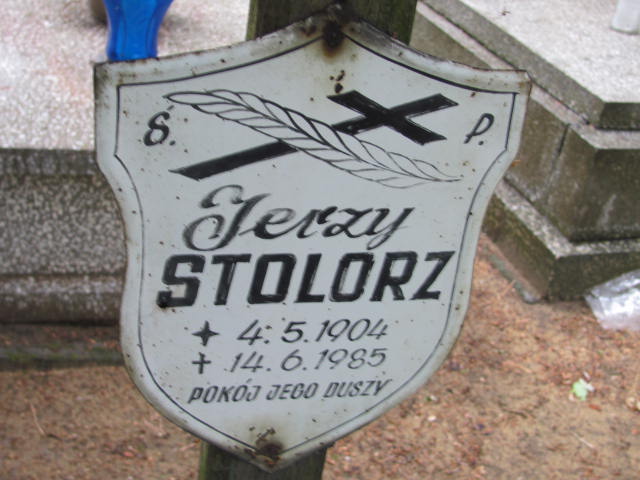 Ś. P.
Jerzy
STOLORZ
4.5.1904
† 14.6.1985
POKÓJ JEGO DUSZY